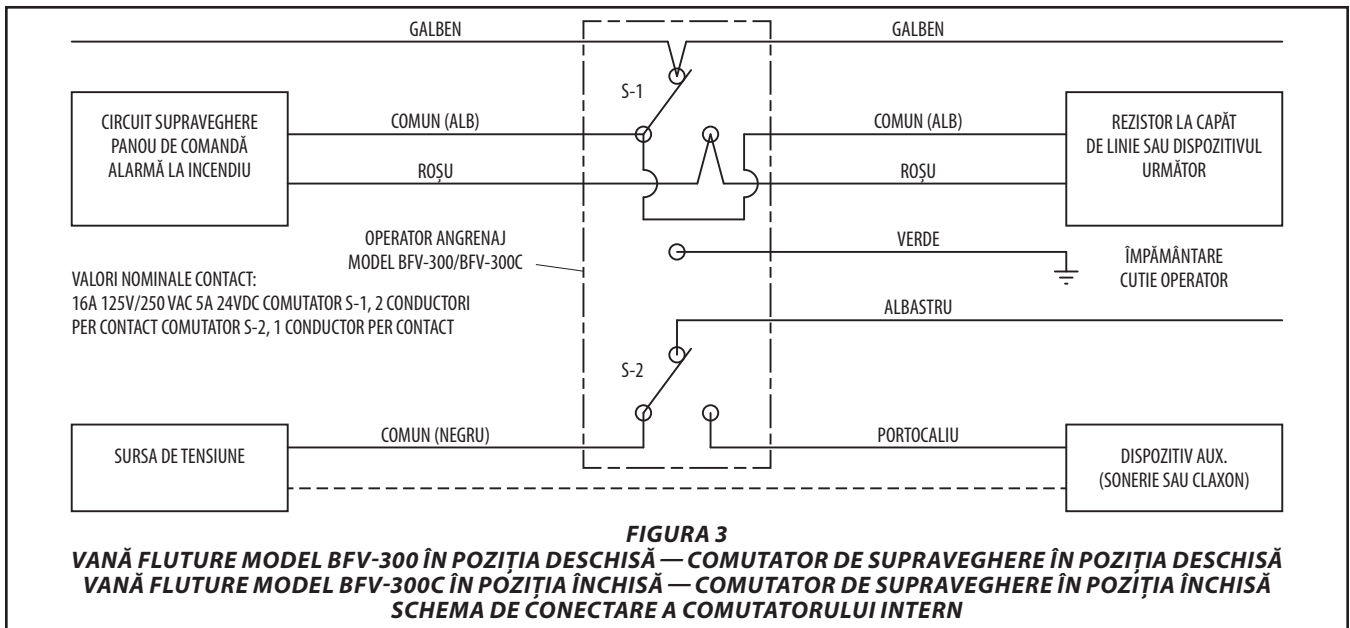 GALBEN
GALBEN
S-1
CIRCUIT SUPRAVEGHERE
PANOU DE COMANDĂ
ALARMĂ LA INCENDIU
COMUN (ALB)
COMUN (ALB)
REZISTOR LA CAPĂT
DE LINIE SAU DISPOZITIVUL
URMĂTOR
ROȘU
ROȘU
OPERATOR ANGRENAJ
MODEL BFV-300/BFV-300C
VERDE
ÎMPĂMÂNTARE
CUTIE OPERATOR
VALORI NOMINALE CONTACT:
16A 125V/250 VAC 5A 24VDC COMUTATOR S-1, 2 CONDUCTORI
PER CONTACT COMUTATOR S-2, 1 CONDUCTOR PER CONTACT
ALBASTRU
S-2
SURSA DE TENSIUNE
COMUN (NEGRU)
PORTOCALIU
DISPOZITIV AUX.
(SONERIE SAU CLAXON)
FIGURA 3
VANĂ FLUTURE MODEL BFV-300 ÎN POZIȚIA DESCHISĂ — COMUTATOR DE SUPRAVEGHERE ÎN POZIȚIA DESCHISĂ
VANĂ FLUTURE MODEL BFV-300C ÎN POZIȚIA ÎNCHISĂ — COMUTATOR DE SUPRAVEGHERE ÎN POZIȚIA ÎNCHISĂ
SCHEMA DE CONECTARE A COMUTATORULUI INTERN